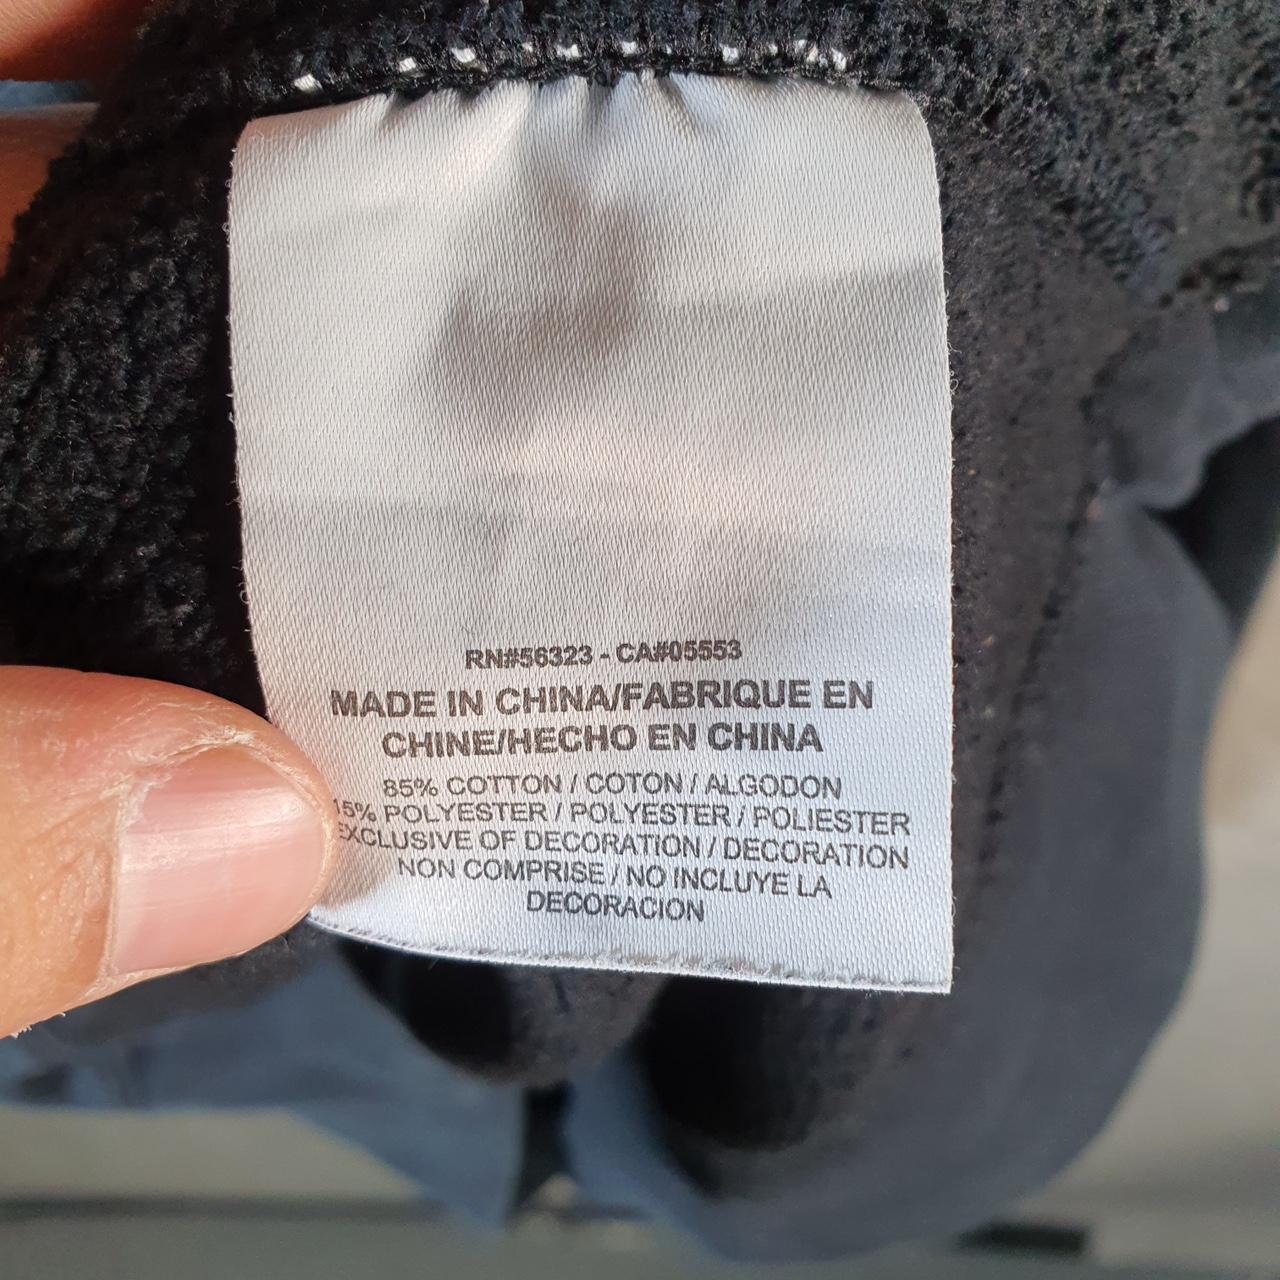 RN#56323 - CA#05553
MADE IN CHINA/FABRIQUE EN
CHINE/HECHO EN CHINA
85% COTTON / COTON / ALGODON
15% POLYESTER / POLYESTER / POLIESTER
EXCLUSIVE OF DECORATION / DECORATION
NON COMPRISE / NO INCLUYE LA
DECORACION